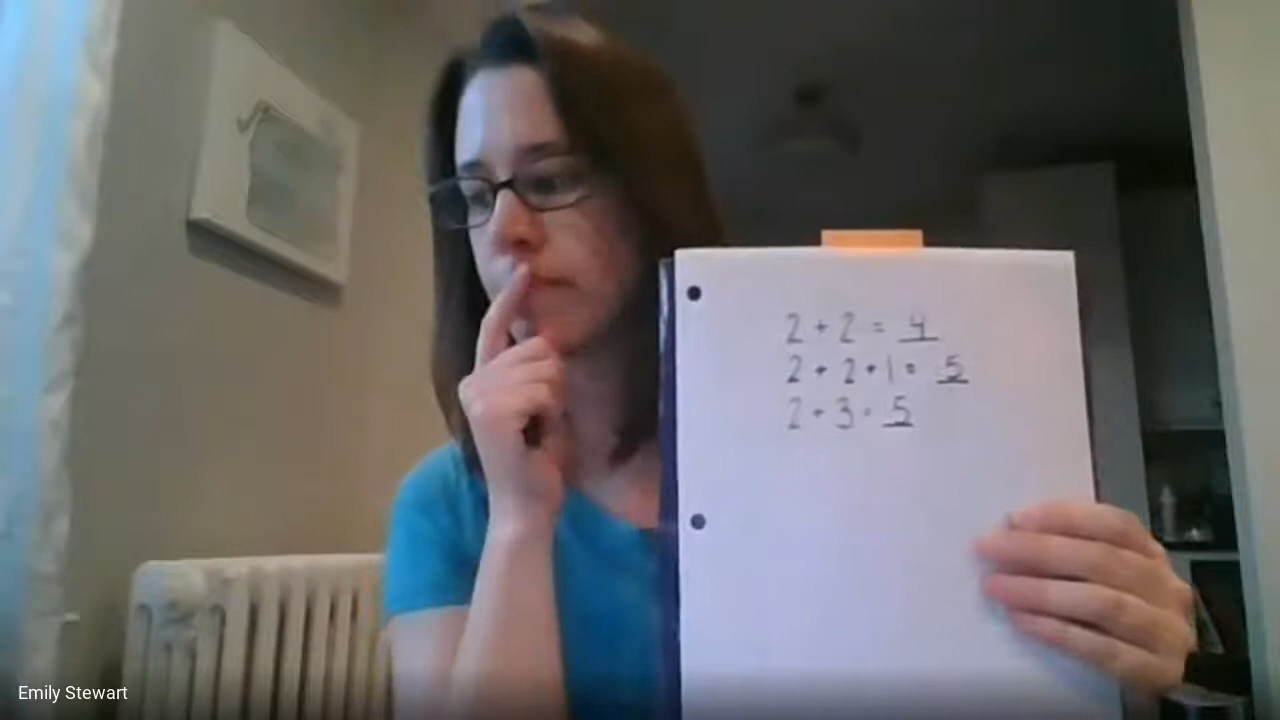 2 + 2 = 4
2 + 2 + 1 = 5
2 + 3 = 5
Emily Stewart